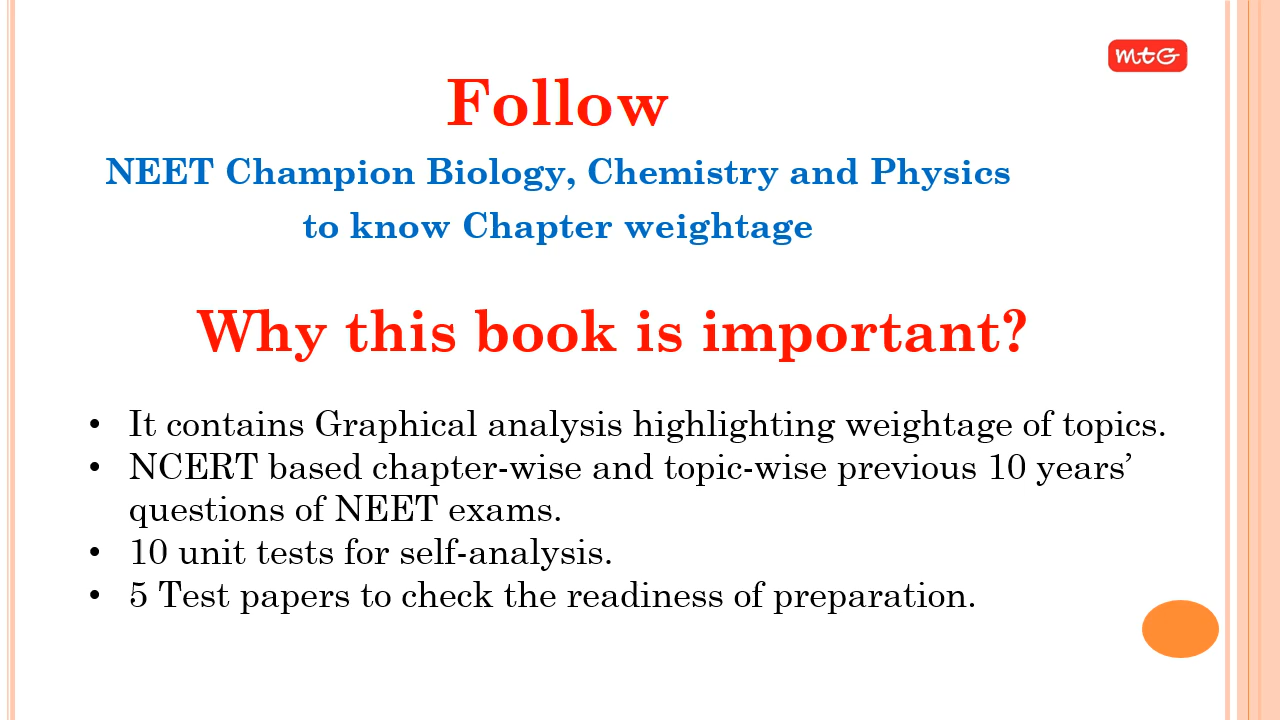 mtG
Follow
NEET Champion Biology, Chemistry and Physics
to know Chapter weightage
Why this book is important?
• It contains Graphical analysis highlighting weightage of topics.
• NCERT based chapter-wise and topic-wise previous 10 years’
questions of NEET exams.
• 10 unit tests for self-analysis.
• 5 Test papers to check the readiness of preparation.